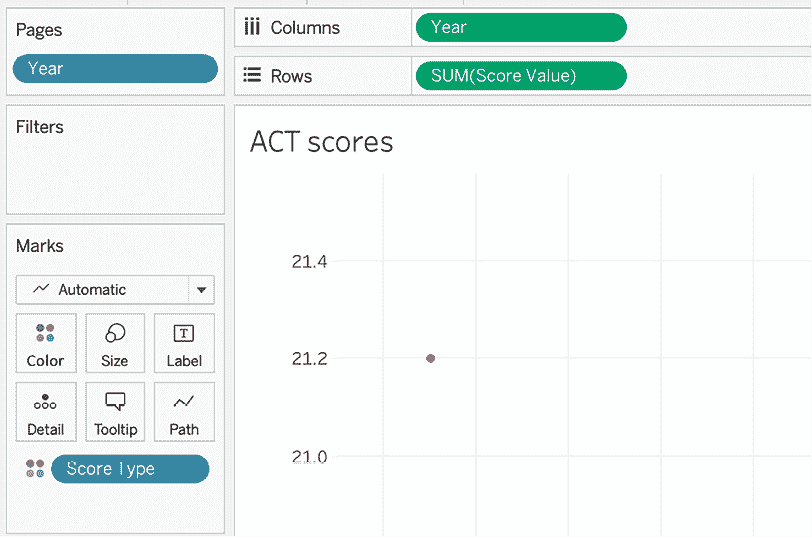 Pages
Year
Columns
Year
Rows
SUM(Score Value)
Filters
ACT scores
Marks
Automatic
Color
Size
T
Label
Detail
Tooltip
Path
Score Type
21.4
21.2
21.0